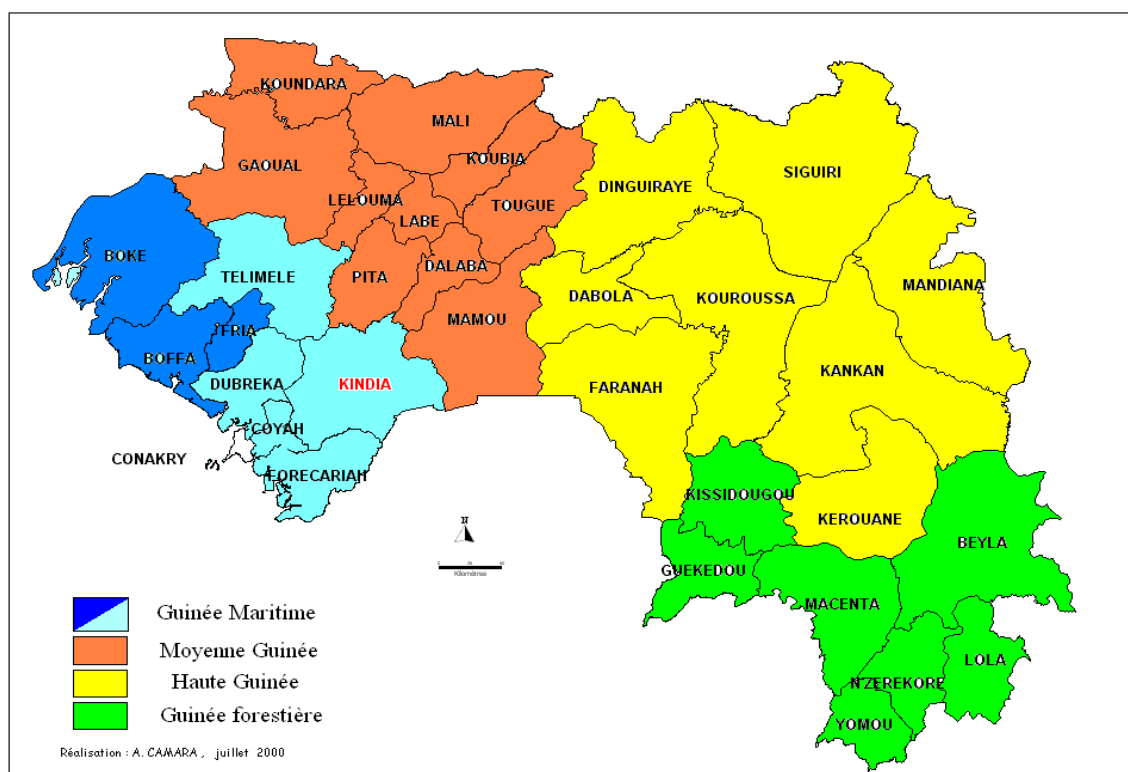 KOUNDARA
MALI
KOUBIA
GAOUAL
SIGUIRI
DINGUIRAYE
LELOUMA
TOUGUE
LABE
BOKE
DALABA
TELIMELE
PITA
MANDIANA
DABOLA
KOUROUSSA
MAMOU
FRIA
BOFFA
KANKAN
DUBREKA
KINDIA
FARANAH
COYAH
CONAKRY
FORECARIAH
KISSIDOUGOU
KEROUANE
N
BEYLA
GUEKEDOU
Kilomètres
MACENTA
Guinée Maritime
Moyenne Guinée
LOLA
Haute Guinée
N'ZEREKORE
Guinée forestière
YOMOU
Réalisation : A. CAMARA , juillet 2000